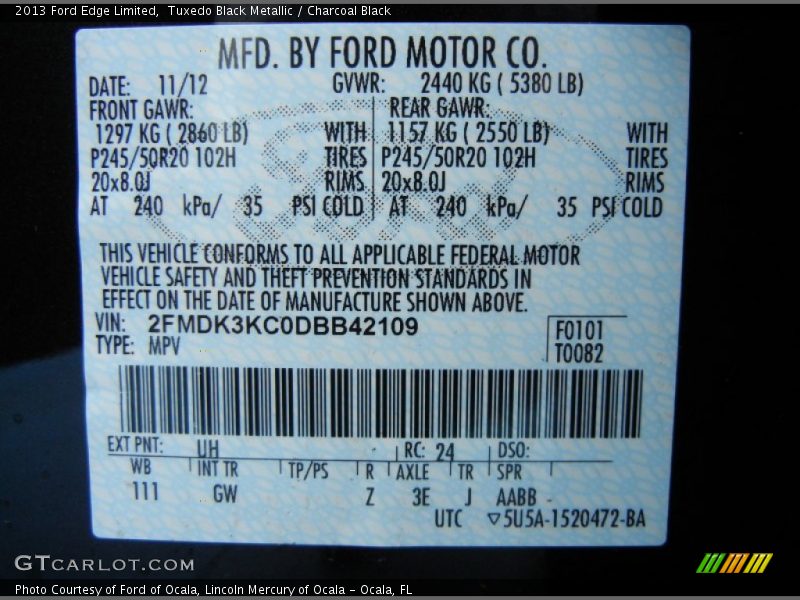 2013 Ford Edge Limited,  Tuxedo Black Metallic / Charcoal Black
MFD. BY FORD MOTOR CO.
DATE: 11/12 GVWR: 2440 KG ( 5380 LB)
FRONT GAWR: REAR GAWR:
1297 KG ( 2860 LB) WITH 1157 KG ( 2550 LB) WITH
P245/50R20 102H TIRES P245/50R20 102H TIRES
20x8.0J RIMS 20x8.0J RIMS
AT 240 kPa/ 35 PSI COLD AT 240 kPa/ 35 PSI COLD
THIS VEHICLE CONFORMS TO ALL APPLICABLE FEDERAL MOTOR
VEHICLE SAFETY AND THEFT PREVENTION STANDARDS IN
EFFECT ON THE DATE OF MANUFACTURE SHOWN ABOVE.
VIN: 2FMDK3KC0DBB42109 F0101
TYPE: MPV T0082
EXT PNT: UH RC: 24 DSO:
WB INT TR TP/PS R AXLE TR SPR
111 GW Z 3E J AABB
UTC ▽5U5A-1520472-BA
GTCARLOT.COM
Photo Courtesy of Ford of Ocala, Lincoln Mercury of Ocala – Ocala, FL